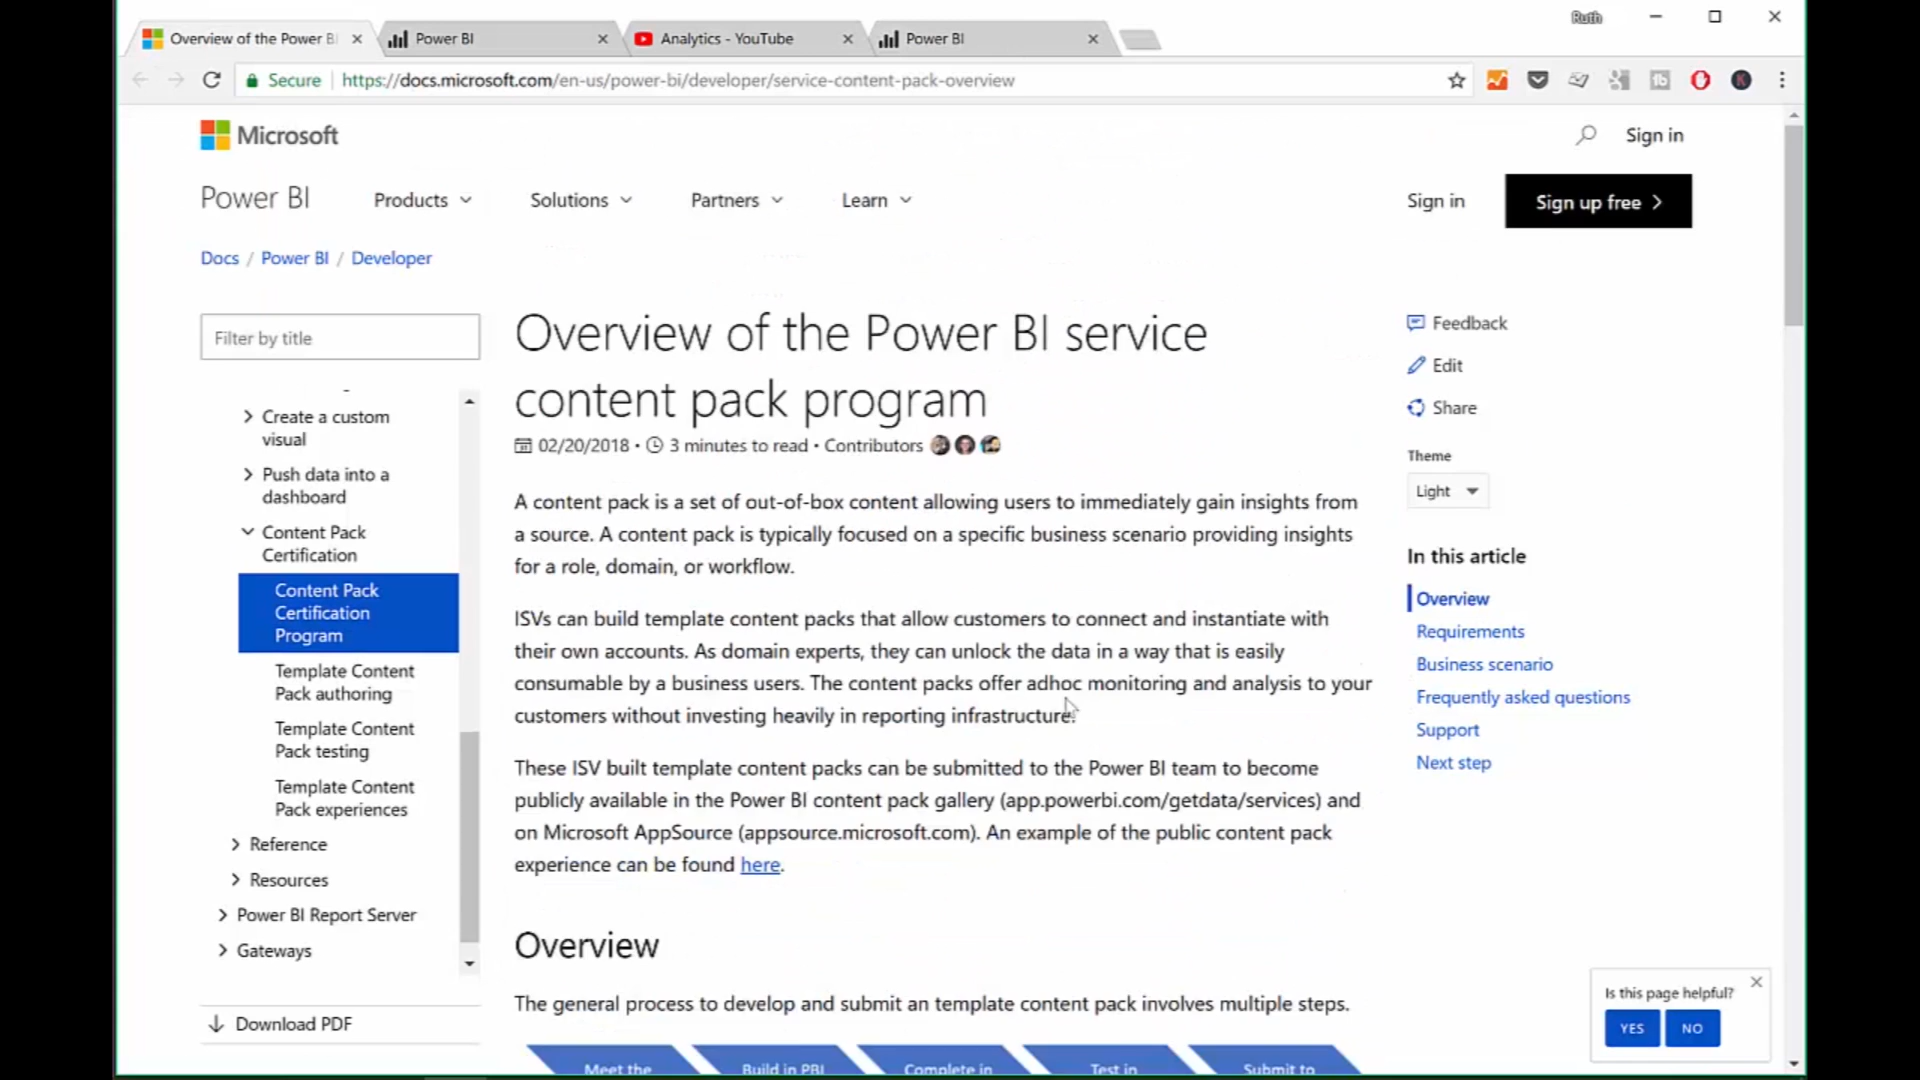 Ruth
Overview of the Power B
Power BI
Analytics - YouTube
Power BI
Secure
https://docs.microsoft.com/en-us/power-bi/developer/service-content-pack-overview
Microsoft
Sign in
Power BI
Products
Solutions
Partners
Learn
Sign in
Sign up free
Docs / Power BI / Developer
Filter by title
Create a custom
visual
Push data into a
dashboard
Content Pack
Certification
Content Pack
Certification
Program
Template Content
Pack authoring
Template Content
Pack testing
Template Content
Pack experiences
Reference
Resources
Power BI Report Server
Gateways
Download PDF
Overview of the Power BI service
content pack program
02/20/2018 • 3 minutes to read • Contributors
A content pack is a set of out-of-box content allowing users to immediately gain insights from
a source. A content pack is typically focused on a specific business scenario providing insights
for a role, domain, or workflow.
ISVs can build template content packs that allow customers to connect and instantiate with
their own accounts. As domain experts, they can unlock the data in a way that is easily
consumable by a business users. The content packs offer adhoc monitoring and analysis to your
customers without investing heavily in reporting infrastructure.
These ISV built template content packs can be submitted to the Power BI team to become
publicly available in the Power BI content pack gallery (app.powerbi.com/getdata/services) and
on Microsoft AppSource (appsource.microsoft.com). An example of the public content pack
experience can be found here.
Overview
The general process to develop and submit an template content pack involves multiple steps.
Meet the
Build in PBI
Complete in
Test in
Submit to
Feedback
Edit
Share
Theme
Light
In this article
Overview
Requirements
Business scenario
Frequently asked questions
Support
Next step
Is this page helpful?
YES
NO